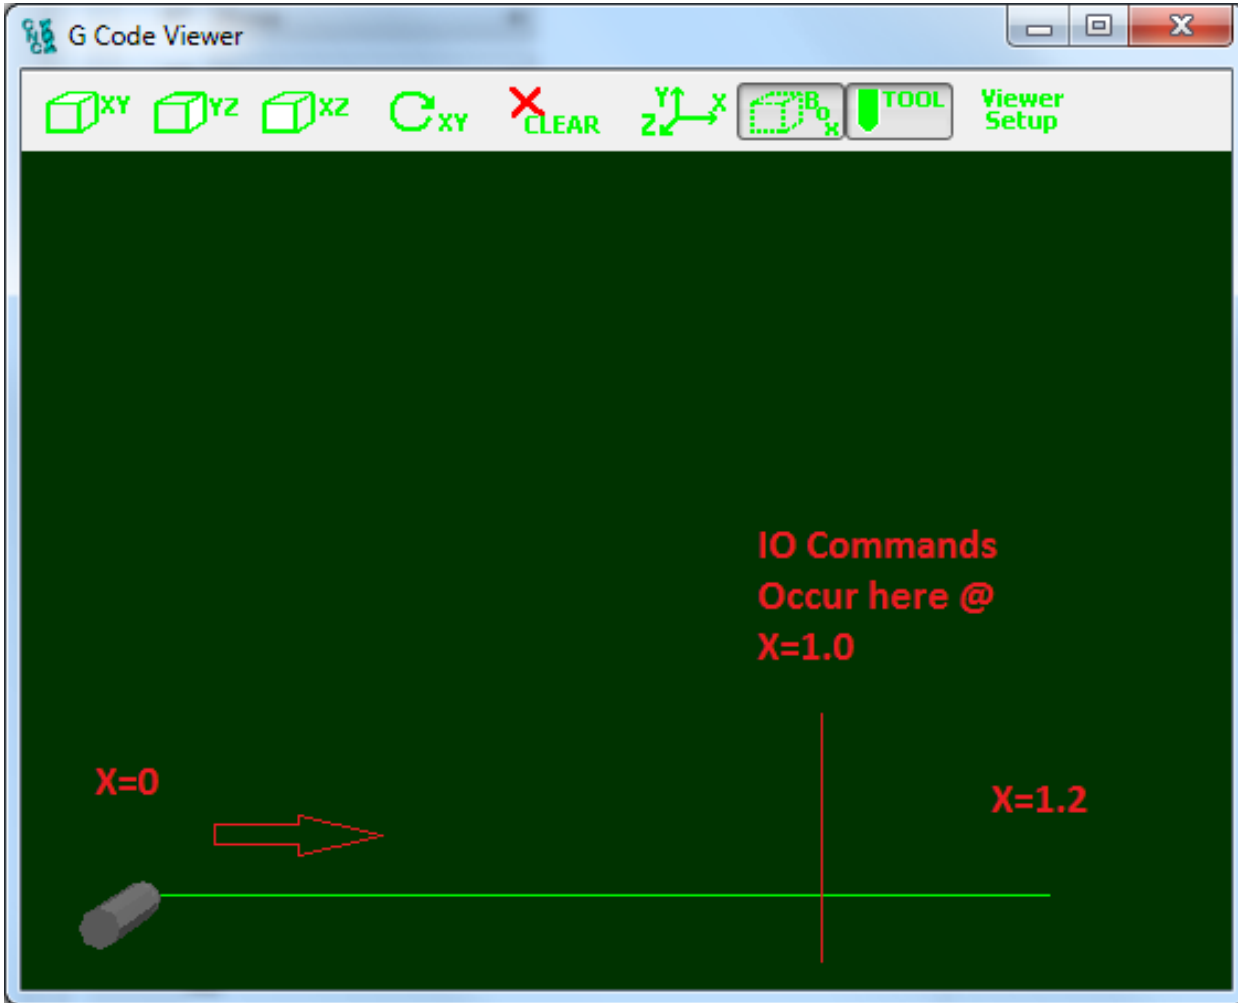 G Code Viewer
XY YZ XZ XY CLEAR Y X Z Box TOOL Viewer
Setup
IO Commands
Occur here @
X=1.0
X=0
X=1.2